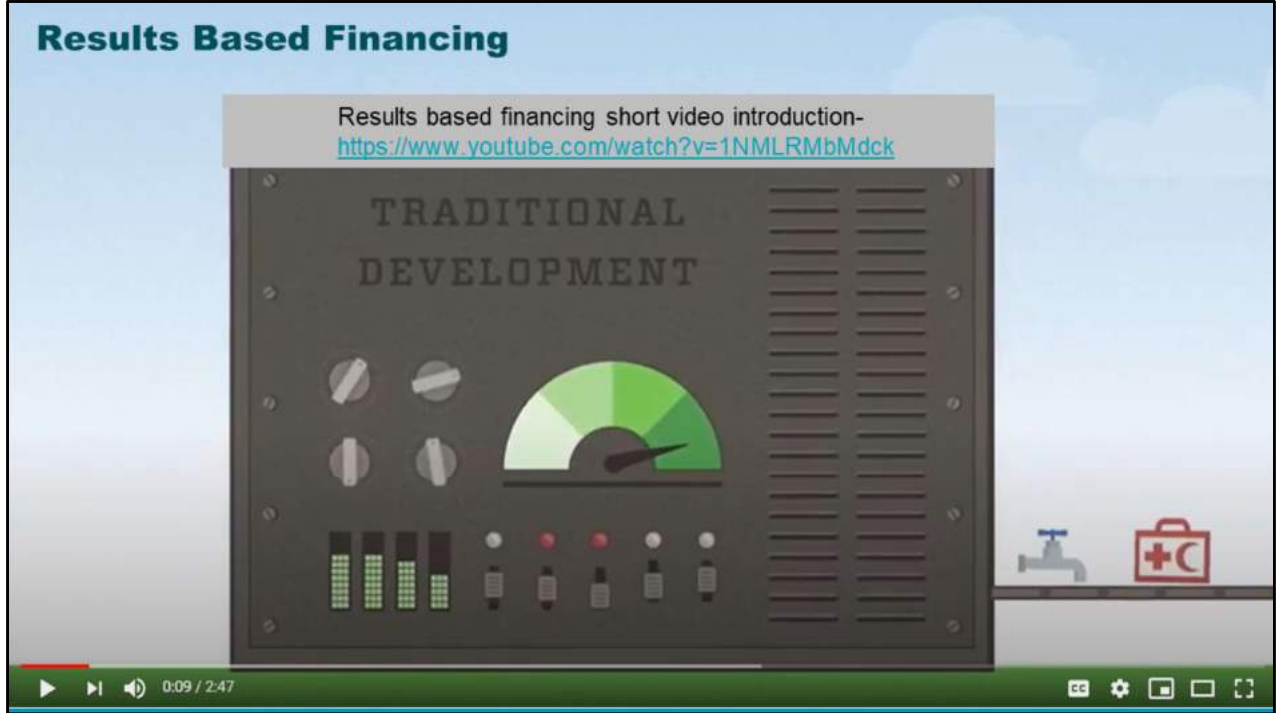 Results Based Financing
Results based financing short video introduction-
https://www.youtube.com/watch?v=1NMLRMbMdck
TRADITIONAL
DEVELOPMENT
0:09 / 2:47
CC